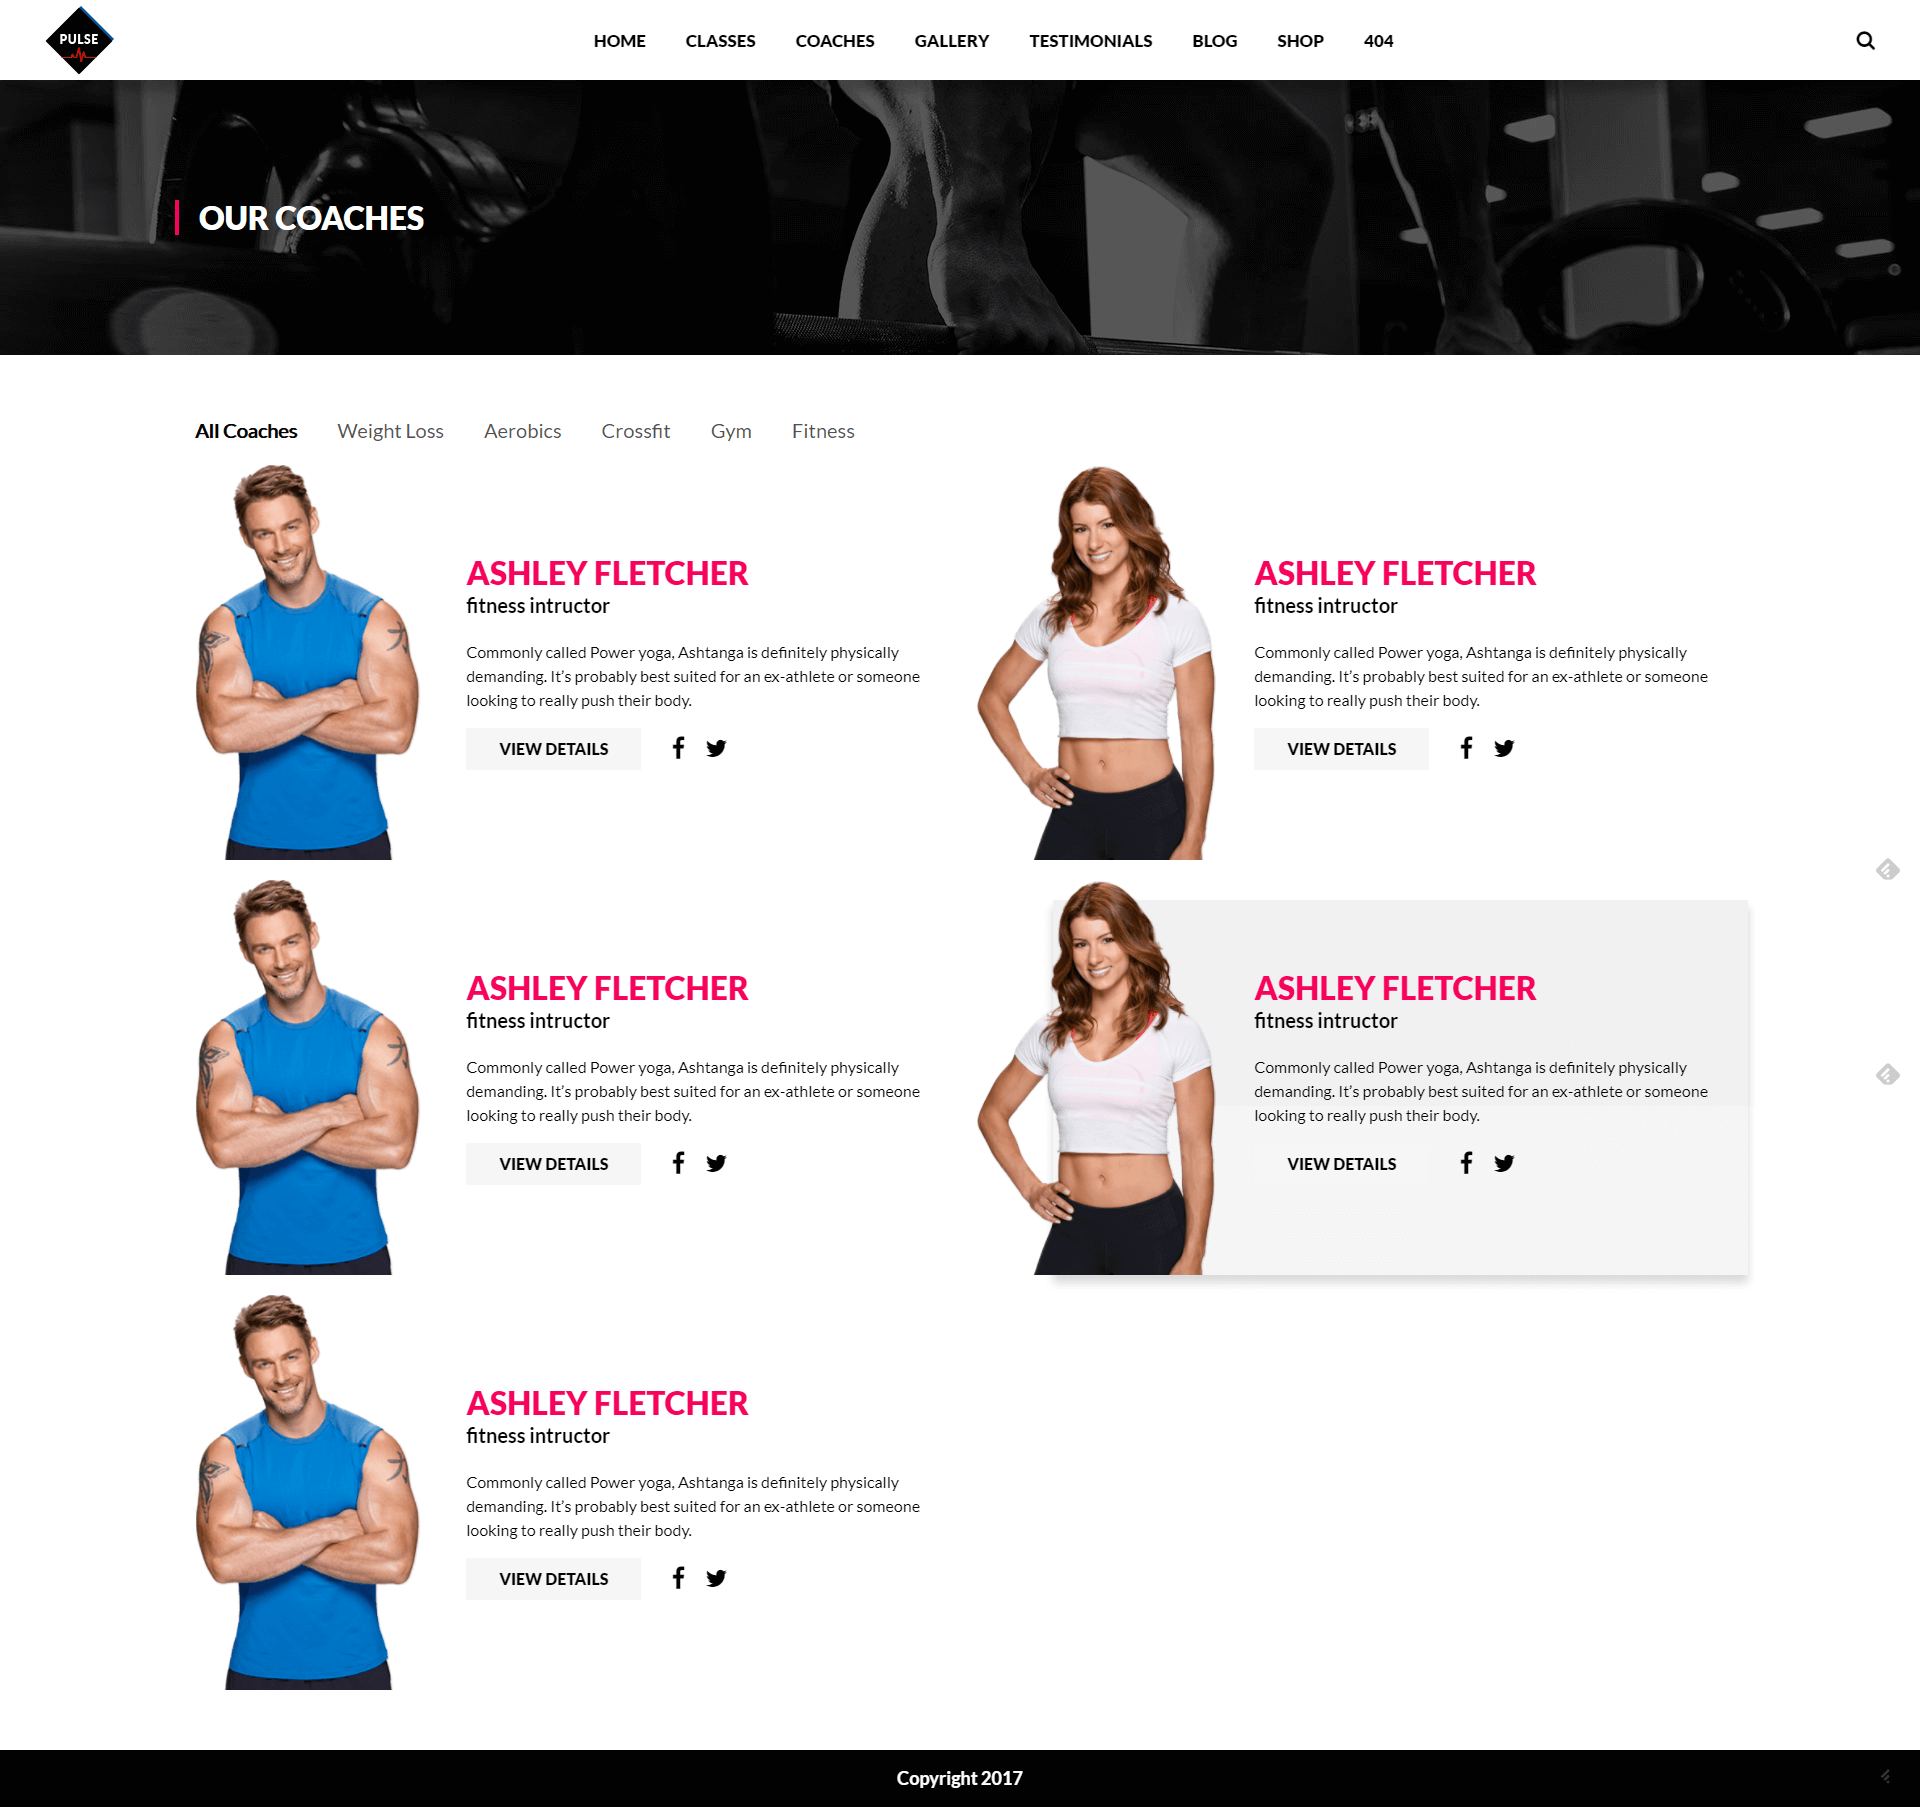 PULSE
HOME CLASSES COACHES GALLERY TESTIMONIALS BLOG SHOP 404
OUR COACHES
All Coaches Weight Loss Aerobics Crossfit Gym Fitness
ASHLEY FLETCHER
fitness intructor
Commonly called Power yoga, Ashtanga is definitely physically
demanding. It’s probably best suited for an ex-athlete or someone
looking to really push their body.
VIEW DETAILS
ASHLEY FLETCHER
fitness intructor
Commonly called Power yoga, Ashtanga is definitely physically
demanding. It’s probably best suited for an ex-athlete or someone
looking to really push their body.
VIEW DETAILS
ASHLEY FLETCHER
fitness intructor
Commonly called Power yoga, Ashtanga is definitely physically
demanding. It’s probably best suited for an ex-athlete or someone
looking to really push their body.
VIEW DETAILS
ASHLEY FLETCHER
fitness intructor
Commonly called Power yoga, Ashtanga is definitely physically
demanding. It’s probably best suited for an ex-athlete or someone
looking to really push their body.
VIEW DETAILS
ASHLEY FLETCHER
fitness intructor
Commonly called Power yoga, Ashtanga is definitely physically
demanding. It’s probably best suited for an ex-athlete or someone
looking to really push their body.
VIEW DETAILS
Copyright 2017